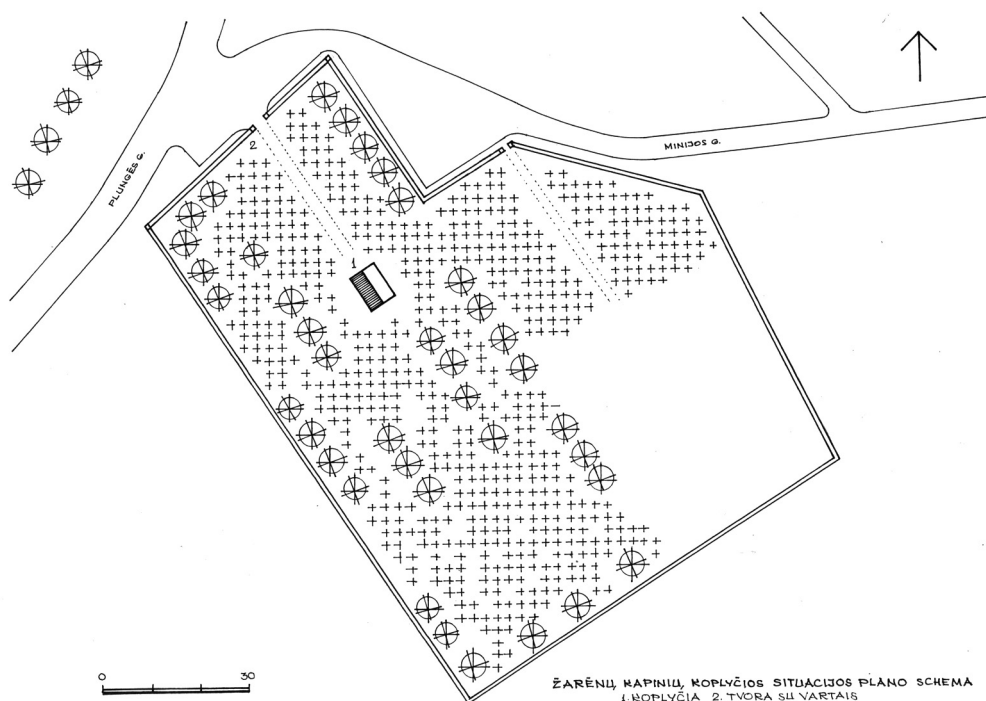 PLUNGĖS G.
MINIJOS G.
2
1
0 30
ŽARĖNŲ, KAPINIŲ, KOPLYČIOS SITUACIJOS PLANO SCHEMA
1. KOPLYČIA 2. TVORA SU VARTAIS